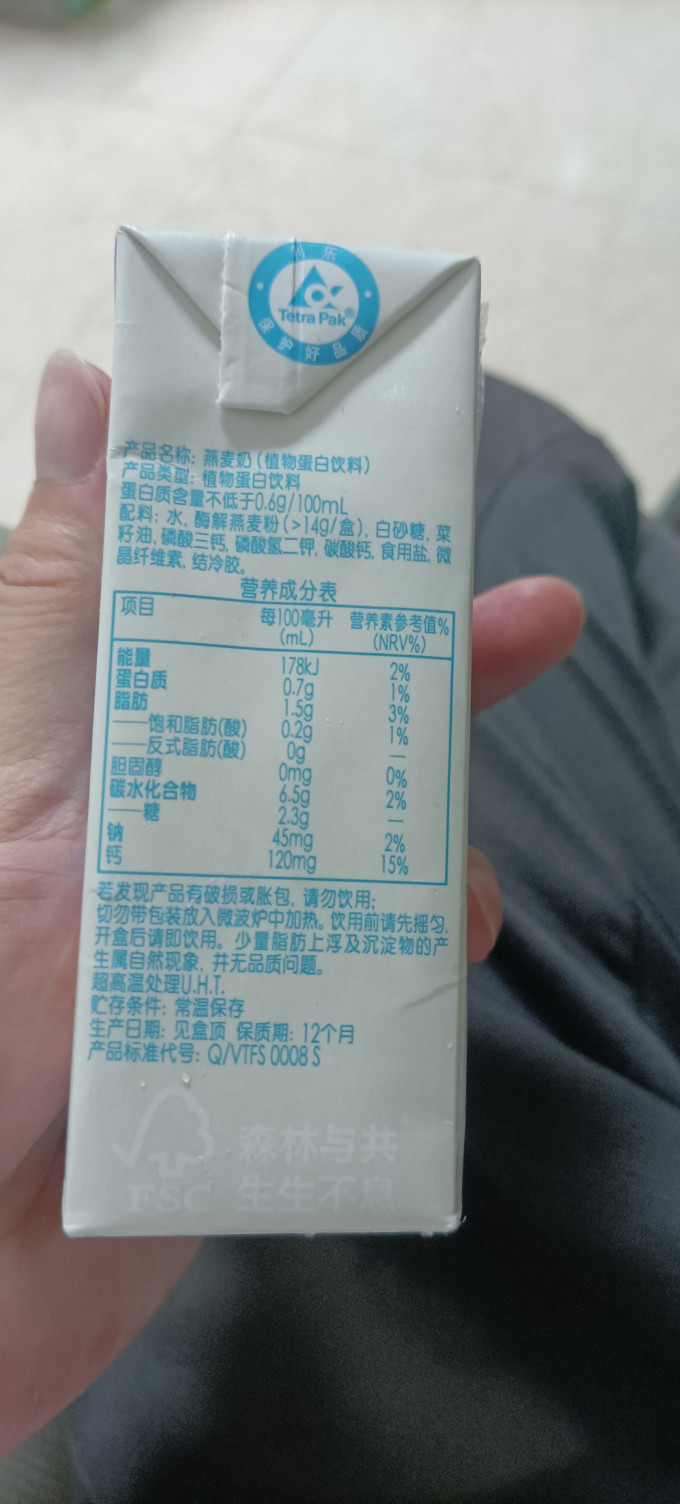 利乐
Tetra Pak®
保护好品质
产品名称: 燕麦奶(植物蛋白饮料)
产品类型: 植物蛋白饮料
蛋白质含量不低于0.6g/100mL
配料: 水, 酶解燕麦粉(>14g/盒), 白砂糖, 菜
籽油, 磷酸三钙, 磷酸氢二钾, 碳酸钙, 食用盐, 微
晶纤维素, 结冷胶。
营养成分表
项目 每100毫升 营养素参考值%
(mL) (NRV%)
能量 178kJ 2%
蛋白质 0.7g 1%
脂肪 1.5g 3%
——饱和脂肪(酸) 0.2g 1%
——反式脂肪(酸) 0g —
胆固醇 0mg 0%
碳水化合物 6.5g 2%
——糖 2.3g —
钠 45mg 2%
钙 120mg 15%
若发现产品有破损或胀包, 请勿饮用;
切勿带包装放入微波炉中加热。饮用前请先摇匀,
开盒后请即饮用。少量脂肪上浮及沉淀物的产
生属自然现象, 并无品质问题。
超高温处理U.H.T.
贮存条件: 常温保存
生产日期: 见盒顶 保质期: 12个月
产品标准代号: Q/VTFS 0008 S
FSC
森林与共
生生不息